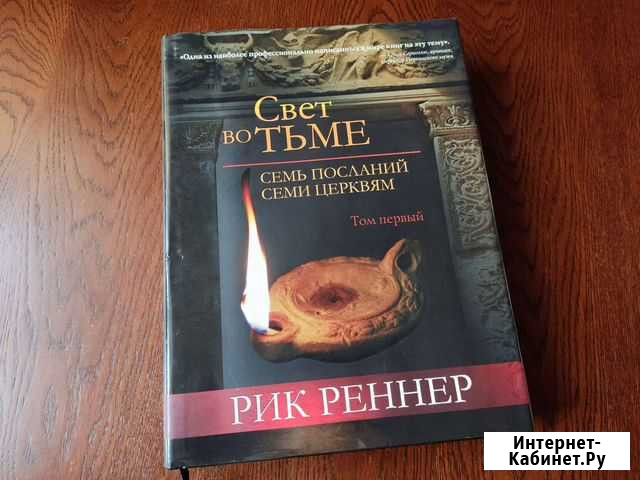 «Одна из наиболее профессионально написанных в мире книг на эту тему».
Свет
ВО ТЬМЕ
СЕМЬ ПОСЛАНИЙ
СЕМИ ЦЕРКВЯМ
Том первый
РИК РЕННЕР
Интернет-
Кабинет.Ру